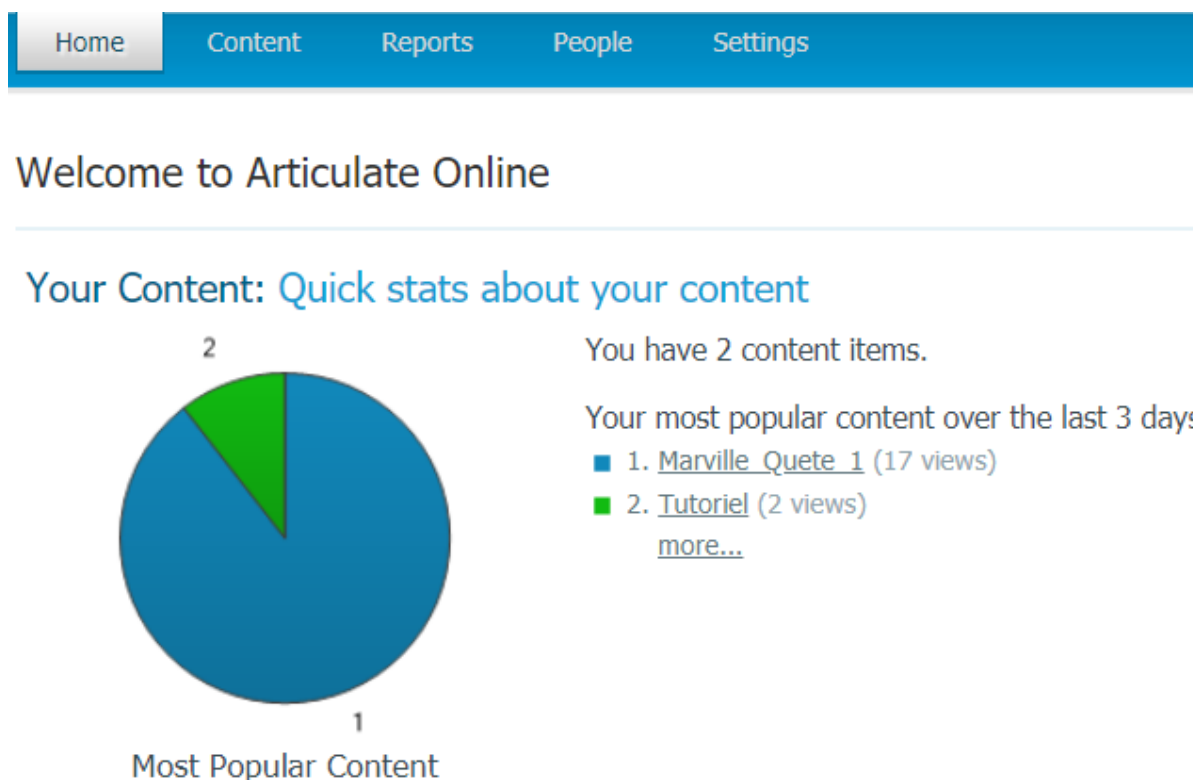 Home Content Reports People Settings
Welcome to Articulate Online
Your Content: Quick stats about your content
2
You have 2 content items.
Your most popular content over the last 3 days
1. Marville_Quete_1 (17 views)
2. Tutoriel (2 views)
more...
1
Most Popular Content